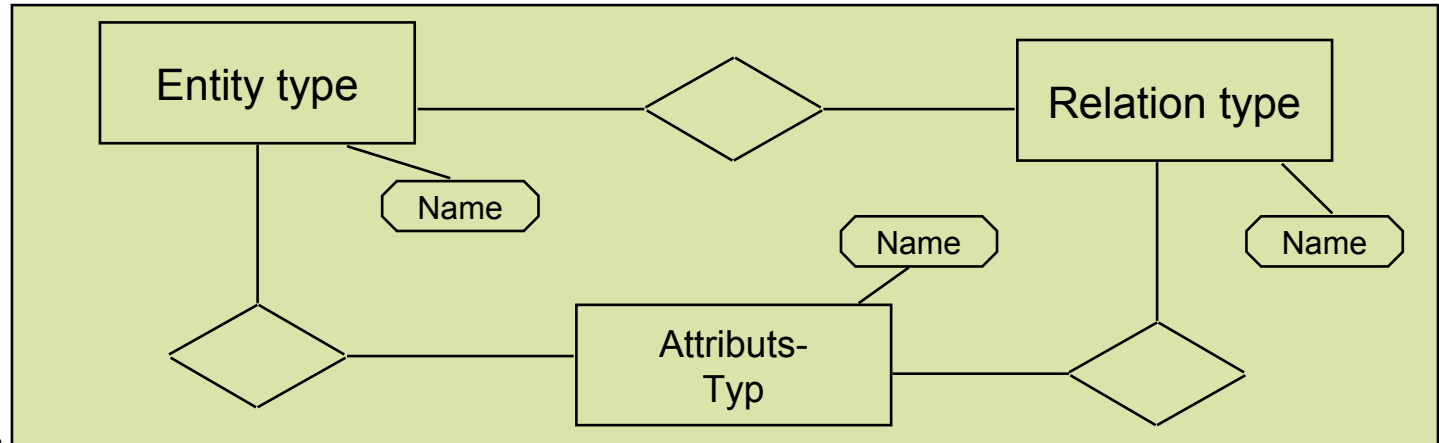 Entity type
Relation type
Name
Name
Name
Attributs-
Typ